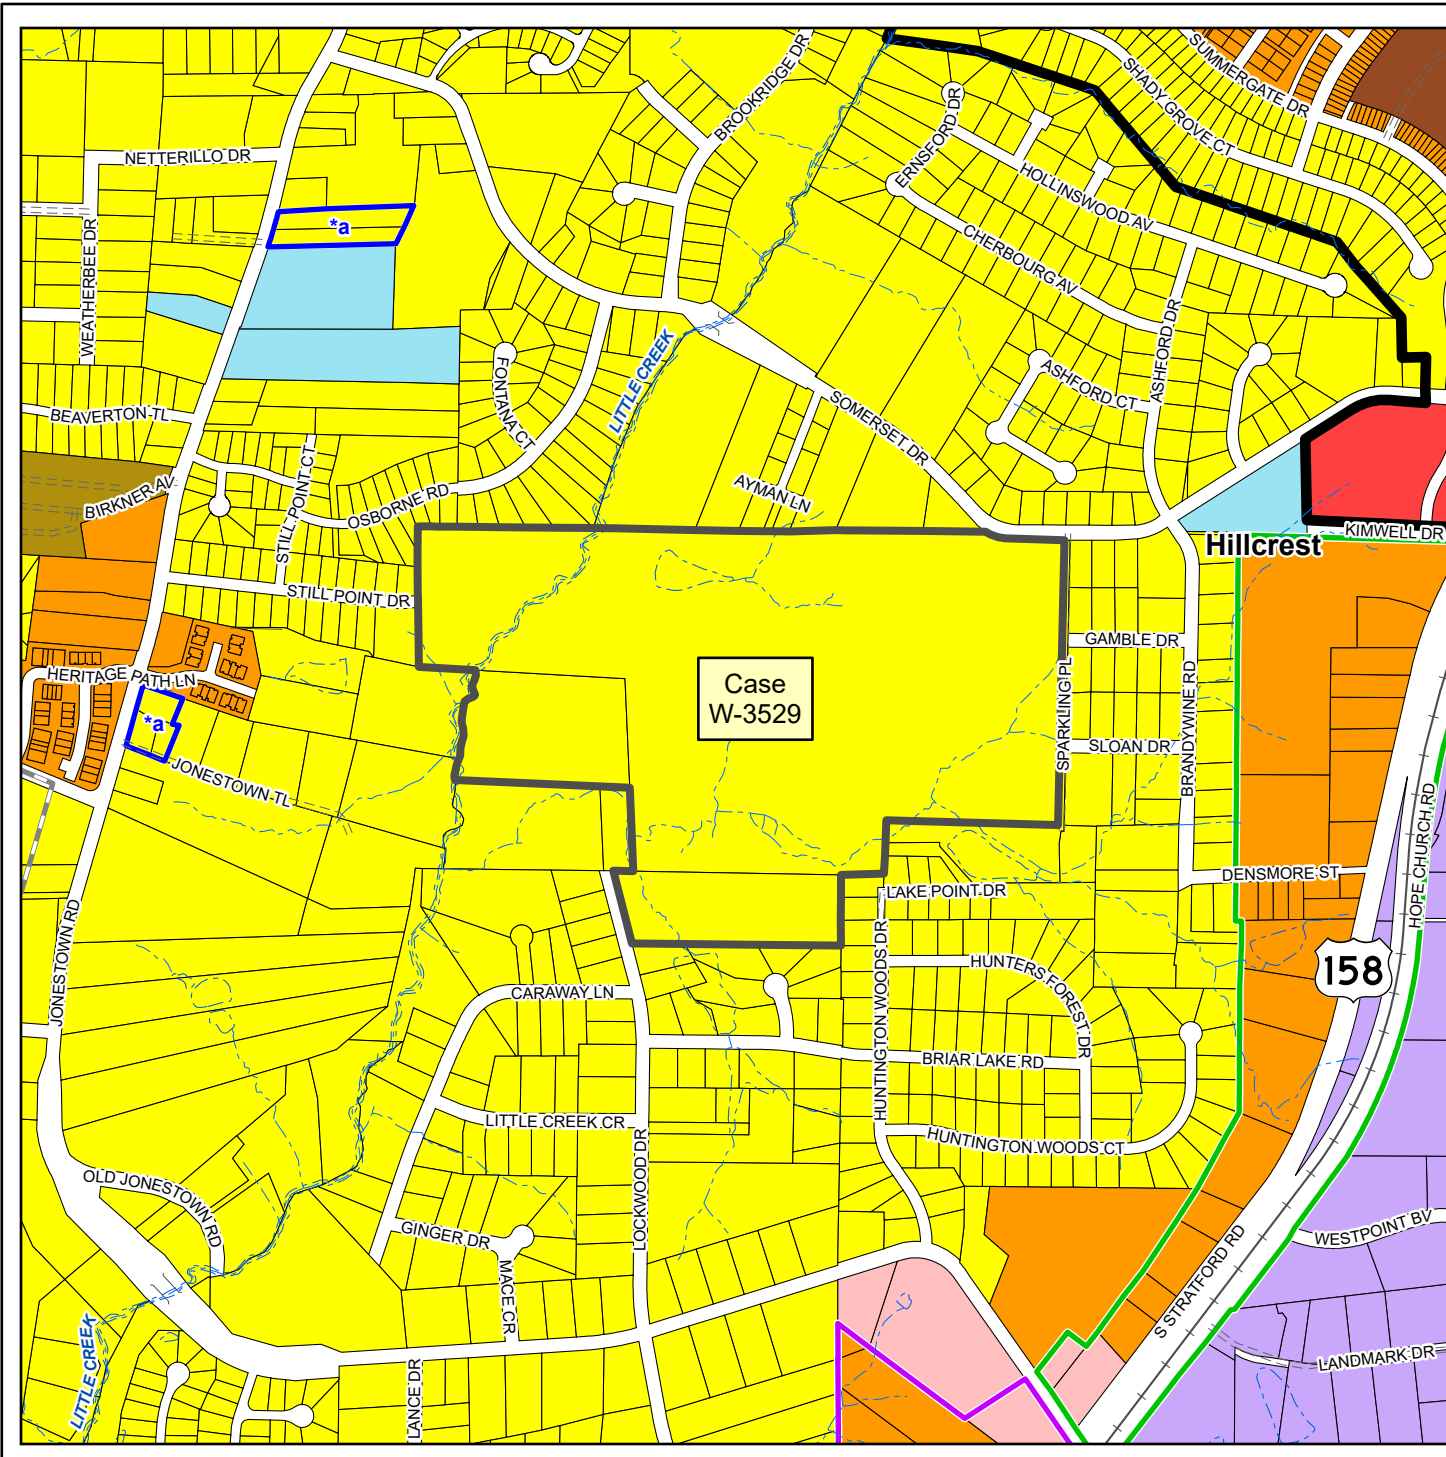 SUMMERGATE DR
SHADY GROVE CT
BROOKRIDGE DR
ERNSFORD DR
NETTERILLO DR
HOLLINSWOOD AV
*a
WEATHERBEE DR
CHERBOURG AV
ASHFORD DR
LITTLE CREEK
FONTANA CT
ASHFORD CT
SOMERSET DR
BEAVERTON TL
STILL POINT CT
BIRKNER AV
OSBORNE RD
AYMAN LN
KIMWELL DR
Hillcrest
STILL POINT DR
GAMBLE DR
HERITAGE PATH LN
Case
W-3529
SPARKLING PL
BRANDYWINE RD
*a
SLOAN DR
JONESTOWN TL
HOPE CHURCH RD
DENSMORE ST
LAKE POINT DR
JONESTOWN RD
HUNTINGTON WOODS DR
HUNTERS FOREST DR
158
CARAWAY LN
BRIAR LAKE RD
LITTLE CREEK CR
HUNTINGTON WOODS CT
LOCKWOOD DR
OLD JONESTOWN RD
GINGER DR
WESTPOINT BV
MACE CR
S STRATFORD RD
LANDMARK DR
LITTLE CREEK
LANCE DR